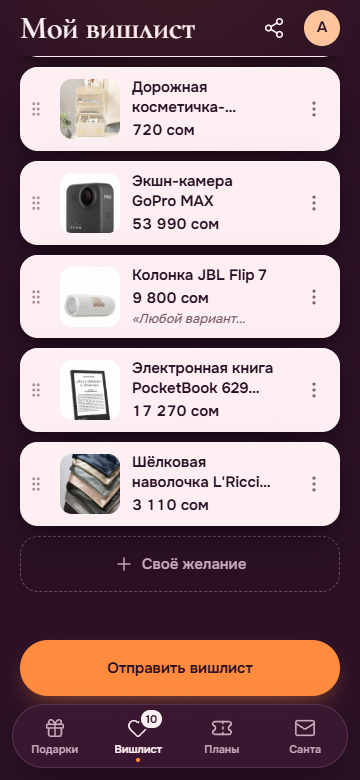 Мой вишлист
A
Дорожная
косметичка-...
720 сом
Экшн-камера
GoPro MAX
53 990 сом
Колонка JBL Flip 7
9 800 сом
«Любой вариант...
Электронная книга
PocketBook 629...
17 270 сом
Шёлковая
наволочка L'Ricci...
3 110 сом
Своё желание
Отправить вишлист
10
Подарки
Вишлист
Планы
Санта